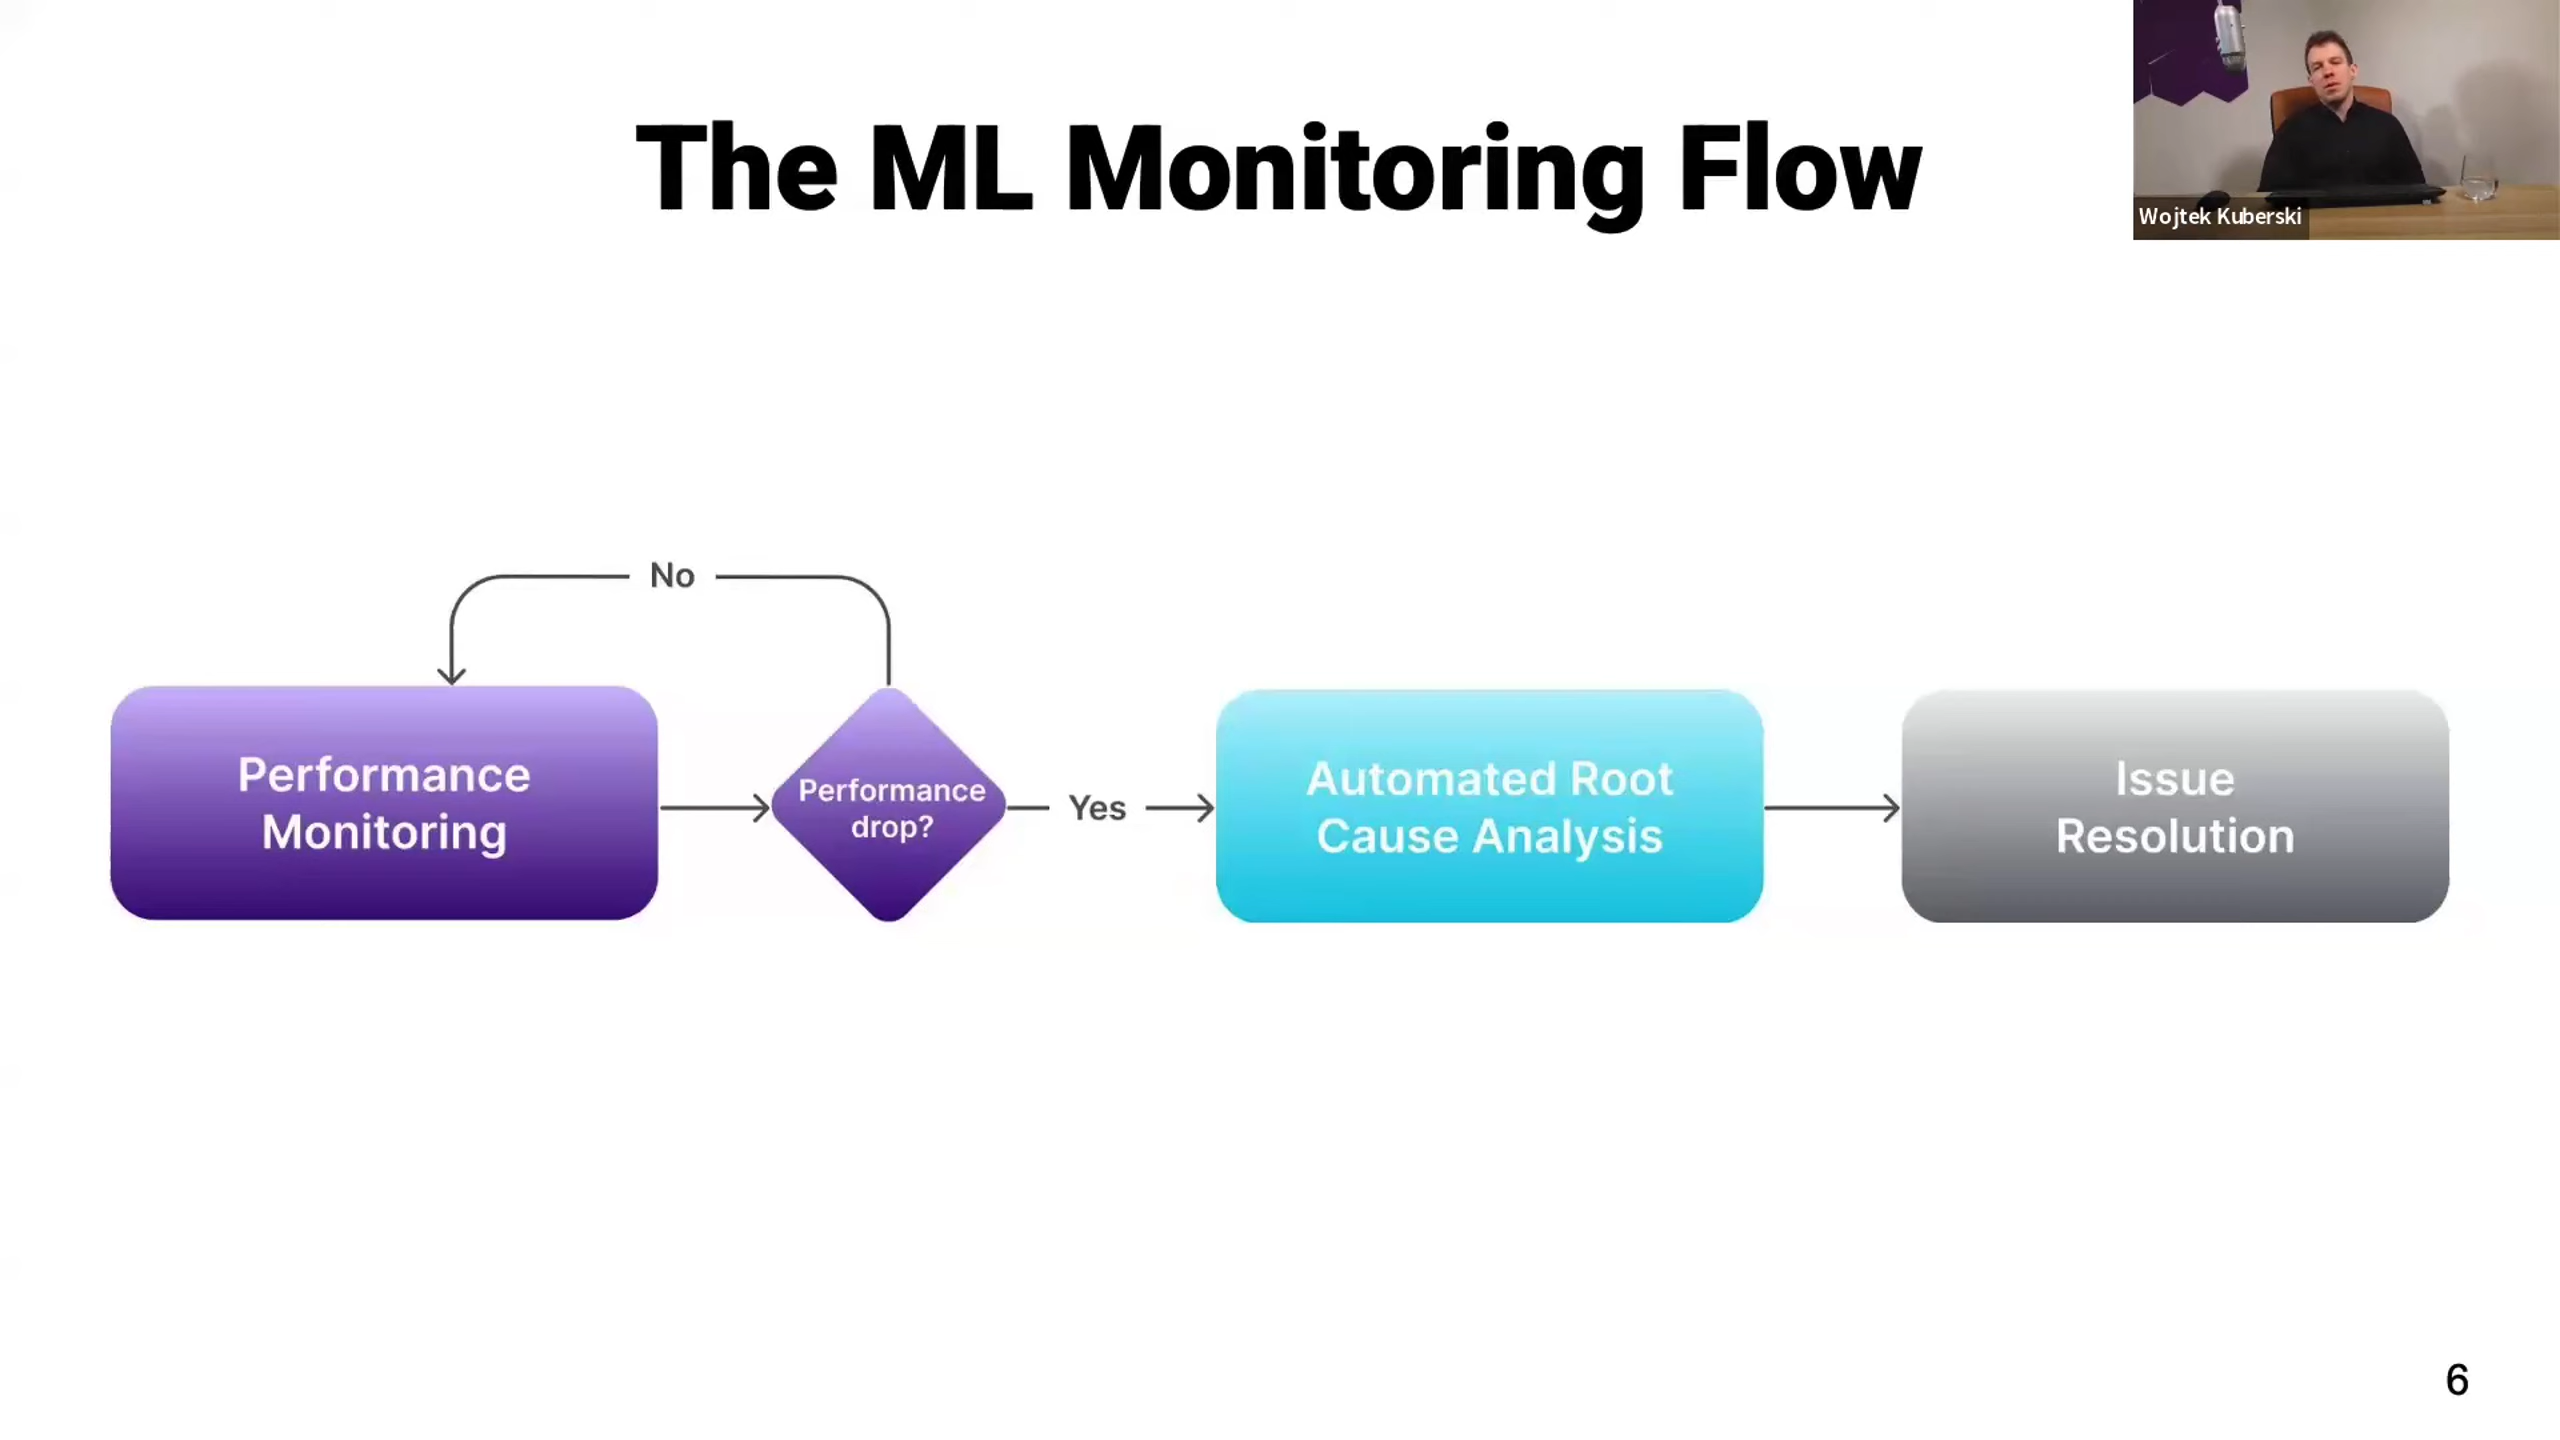 The ML Monitoring Flow
Wojtek Kuberski
No
Performance
Monitoring
Performance
drop?
Yes
Automated Root
Cause Analysis
Issue
Resolution
6